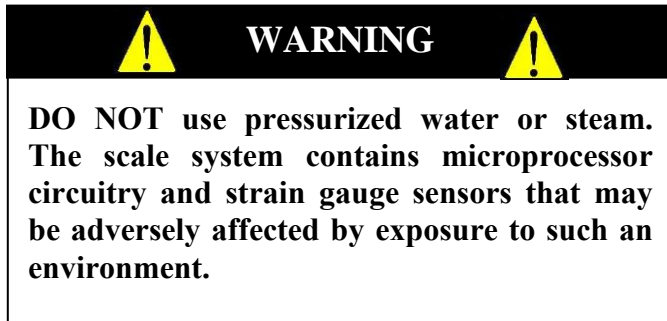 WARNING
DO NOT use pressurized water or steam.
The scale system contains microprocessor
circuitry and strain gauge sensors that may
be adversely affected by exposure to such an
environment.